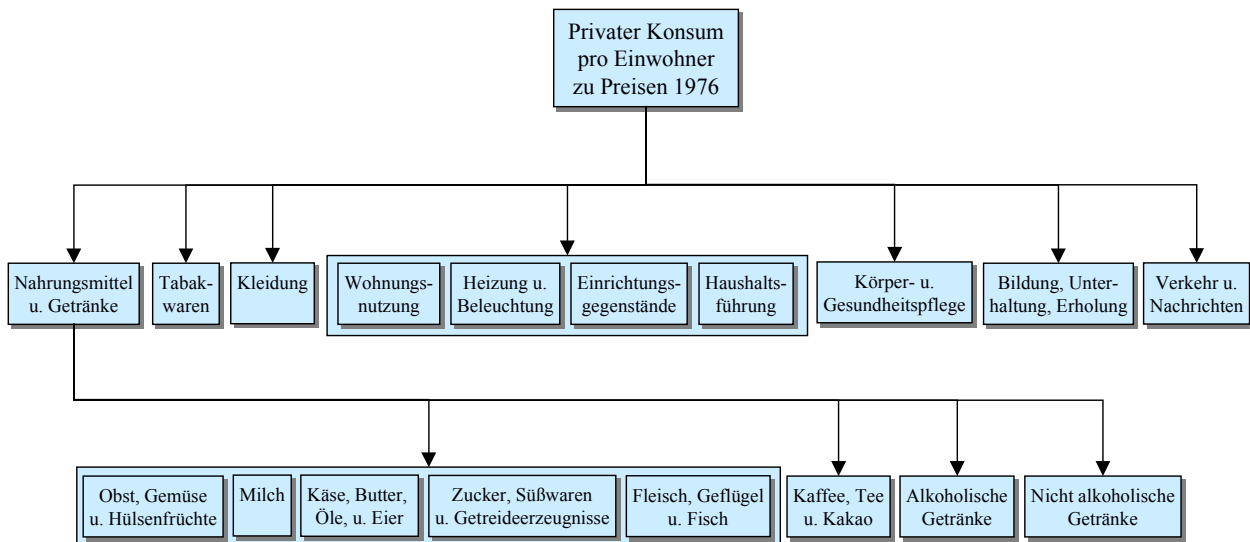 Privater Konsum
pro Einwohner
zu Preisen 1976
Nahrungsmittel
u. Getränke
Tabak-
waren
Kleidung
Wohnungs-
nutzung
Heizung u.
Beleuchtung
Einrichtungs-
gegenstände
Haushalts-
führung
Körper- u.
Gesundheitspflege
Bildung, Unter-
haltung, Erholung
Verkehr u.
Nachrichten
Obst, Gemüse
u. Hülsenfrüchte
Milch
Käse, Butter,
Öle, u. Eier
Zucker, Süßwaren
u. Getreideerzeugnisse
Fleisch, Geflügel
u. Fisch
Kaffee, Tee
u. Kakao
Alkoholische
Getränke
Nicht alkoholische
Getränke